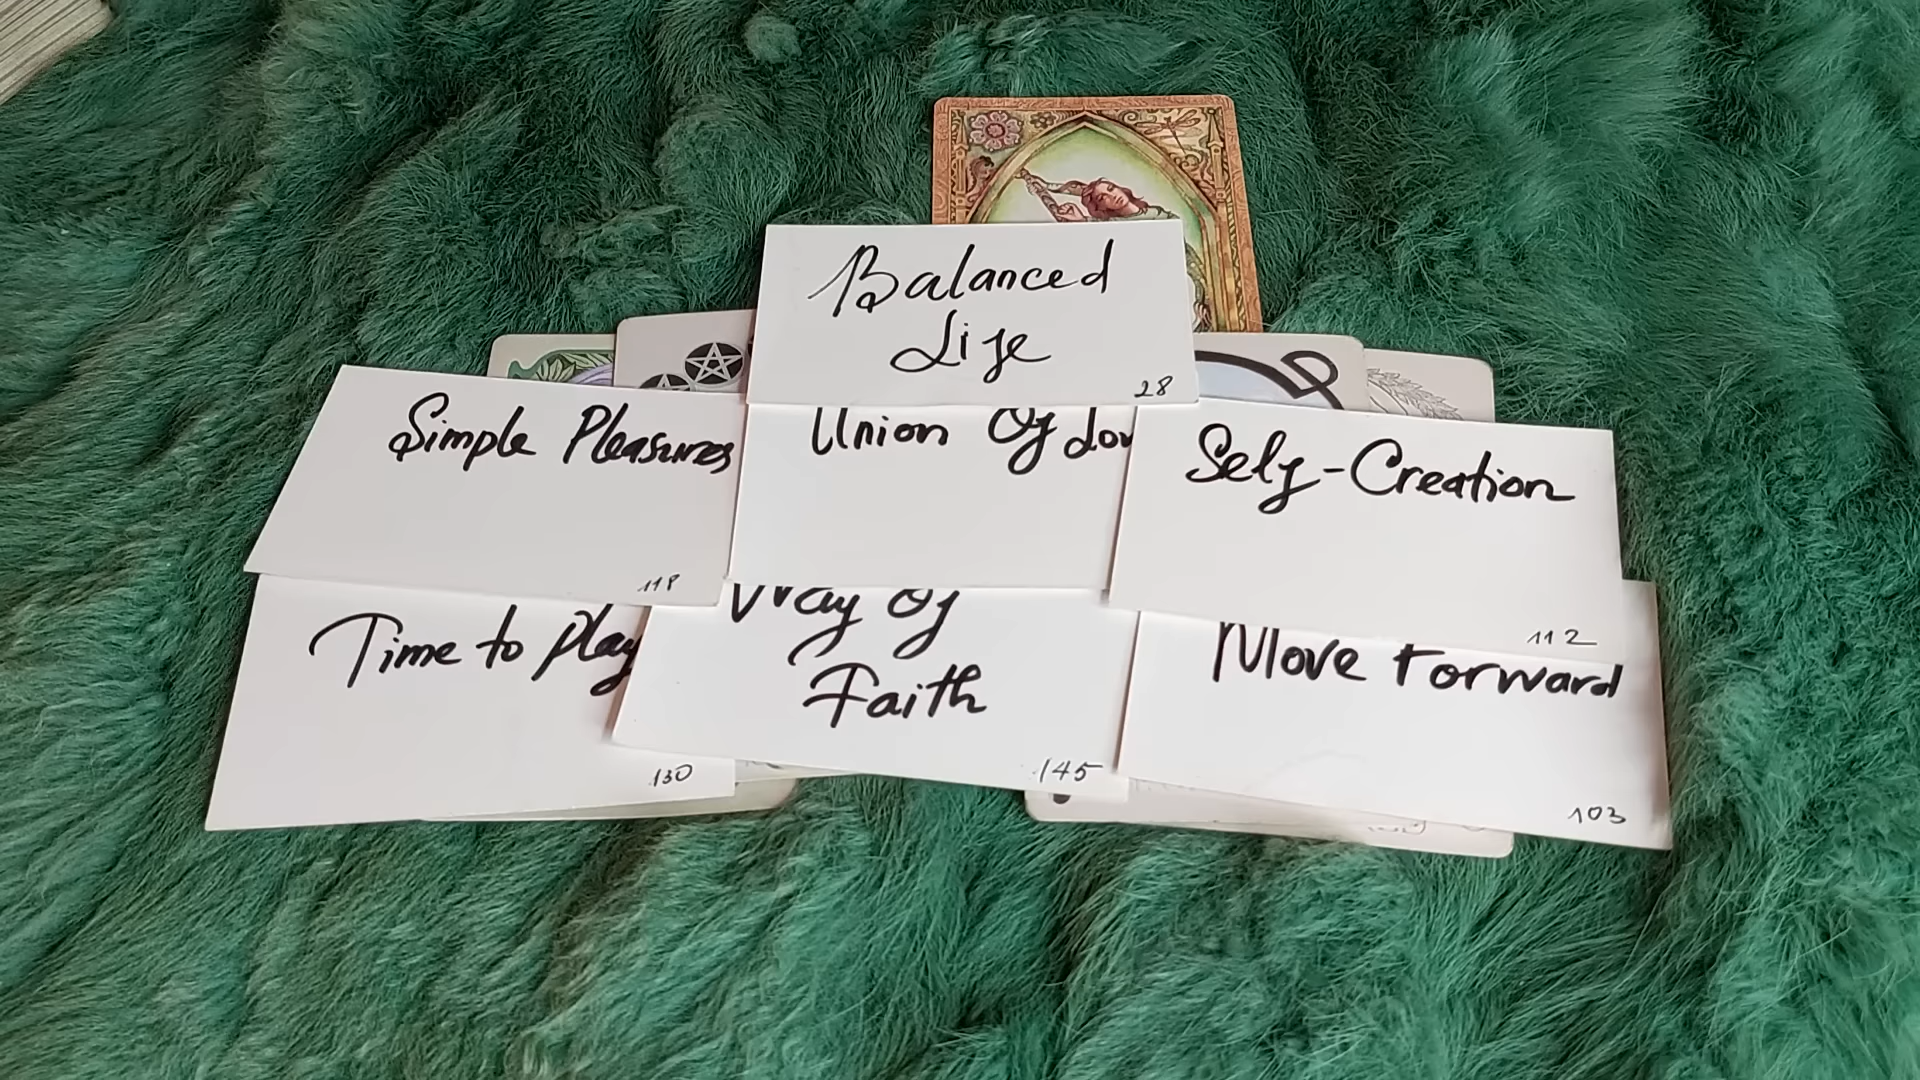 Balanced
Life
28
Simple Pleasures
118
Union Of
Self-Creation
112
Time to Play
130
Way Of
Faith
145
Move Forward
103